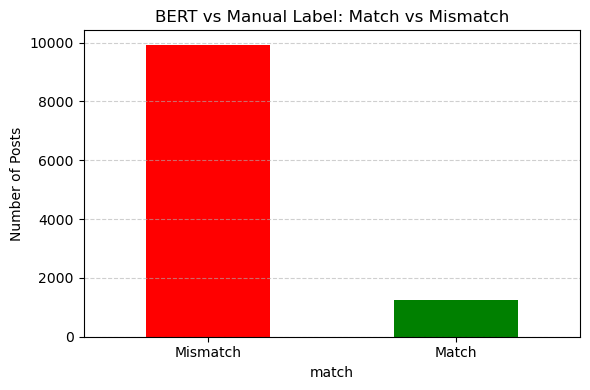 BERT vs Manual Label: Match vs Mismatch
10000
8000
6000
4000
2000
0
Number of Posts
Mismatch
Match
match